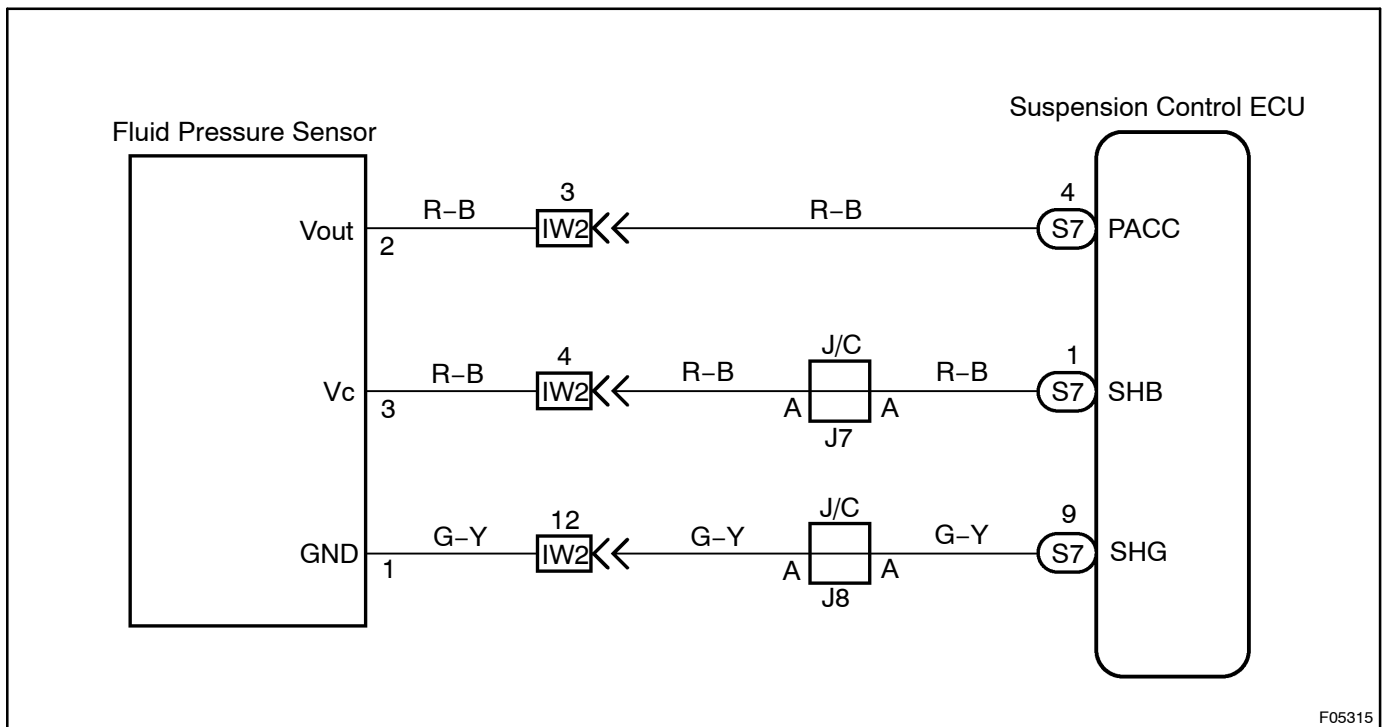 Suspension Control ECU
Fluid Pressure Sensor
3
4
R−B
R−B
Vout
IW2
S7
PACC
2
J/C
4
1
R−B
R−B
R−B
Vc
IW2
S7
SHB
3
A
A
J7
J/C
12
9
G−Y
G−Y
G−Y
GND
IW2
S7
SHG
1
A
A
J8
F05315